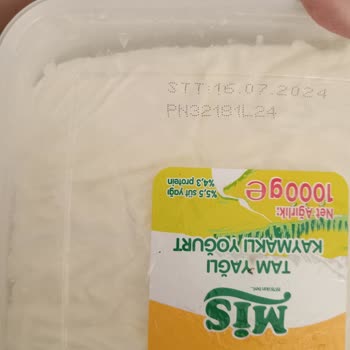 STT:16.07.2024
PN32181L24
MİS
TAM YAĞLI
KAYMAKLI YOĞURT
Net Ağırlık:
1000g℮
%5,5 süt yağı
%4,3 protein